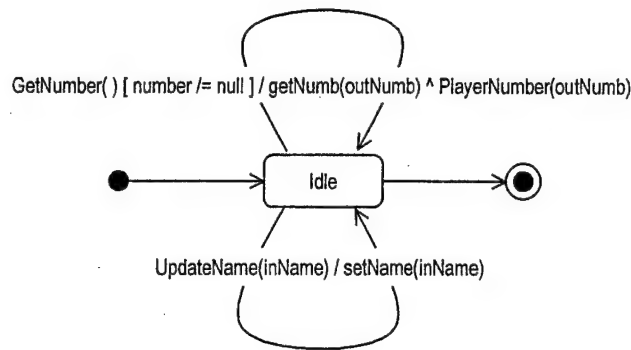 GetNumber( ) [ number /= null ] / getNumb(outNumb) ^ PlayerNumber(outNumb)
Idle
UpdateName(inName) / setName(inName)